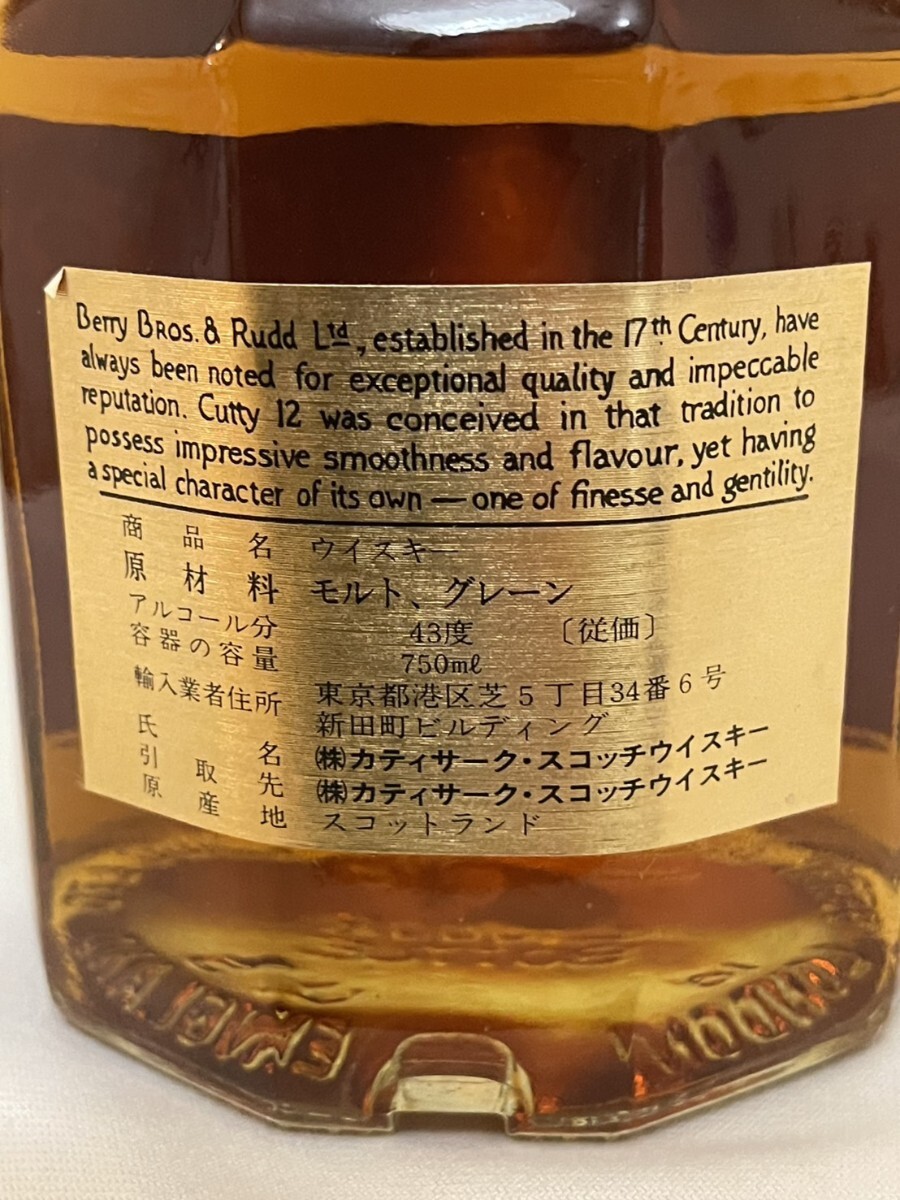 Berry Bros. & Rudd Ltd., established in the 17th Century, have
always been noted for exceptional quality and impeccable
reputation. Cutty 12 was conceived in that tradition to
possess impressive smoothness and flavour, yet having
a special character of its own — one of finesse and gentility.
商品名 ウイスキー
原材料 モルト、グレーン
アルコール分 43度 〔従価〕
容器の容量 750mℓ
輸入業者住所 東京都港区芝5丁目34番6号
新田町ビルディング
氏名 ㈱カティサーク・スコッチウイスキー
引取先 ㈱カティサーク・スコッチウイスキー
原産地 スコットランド